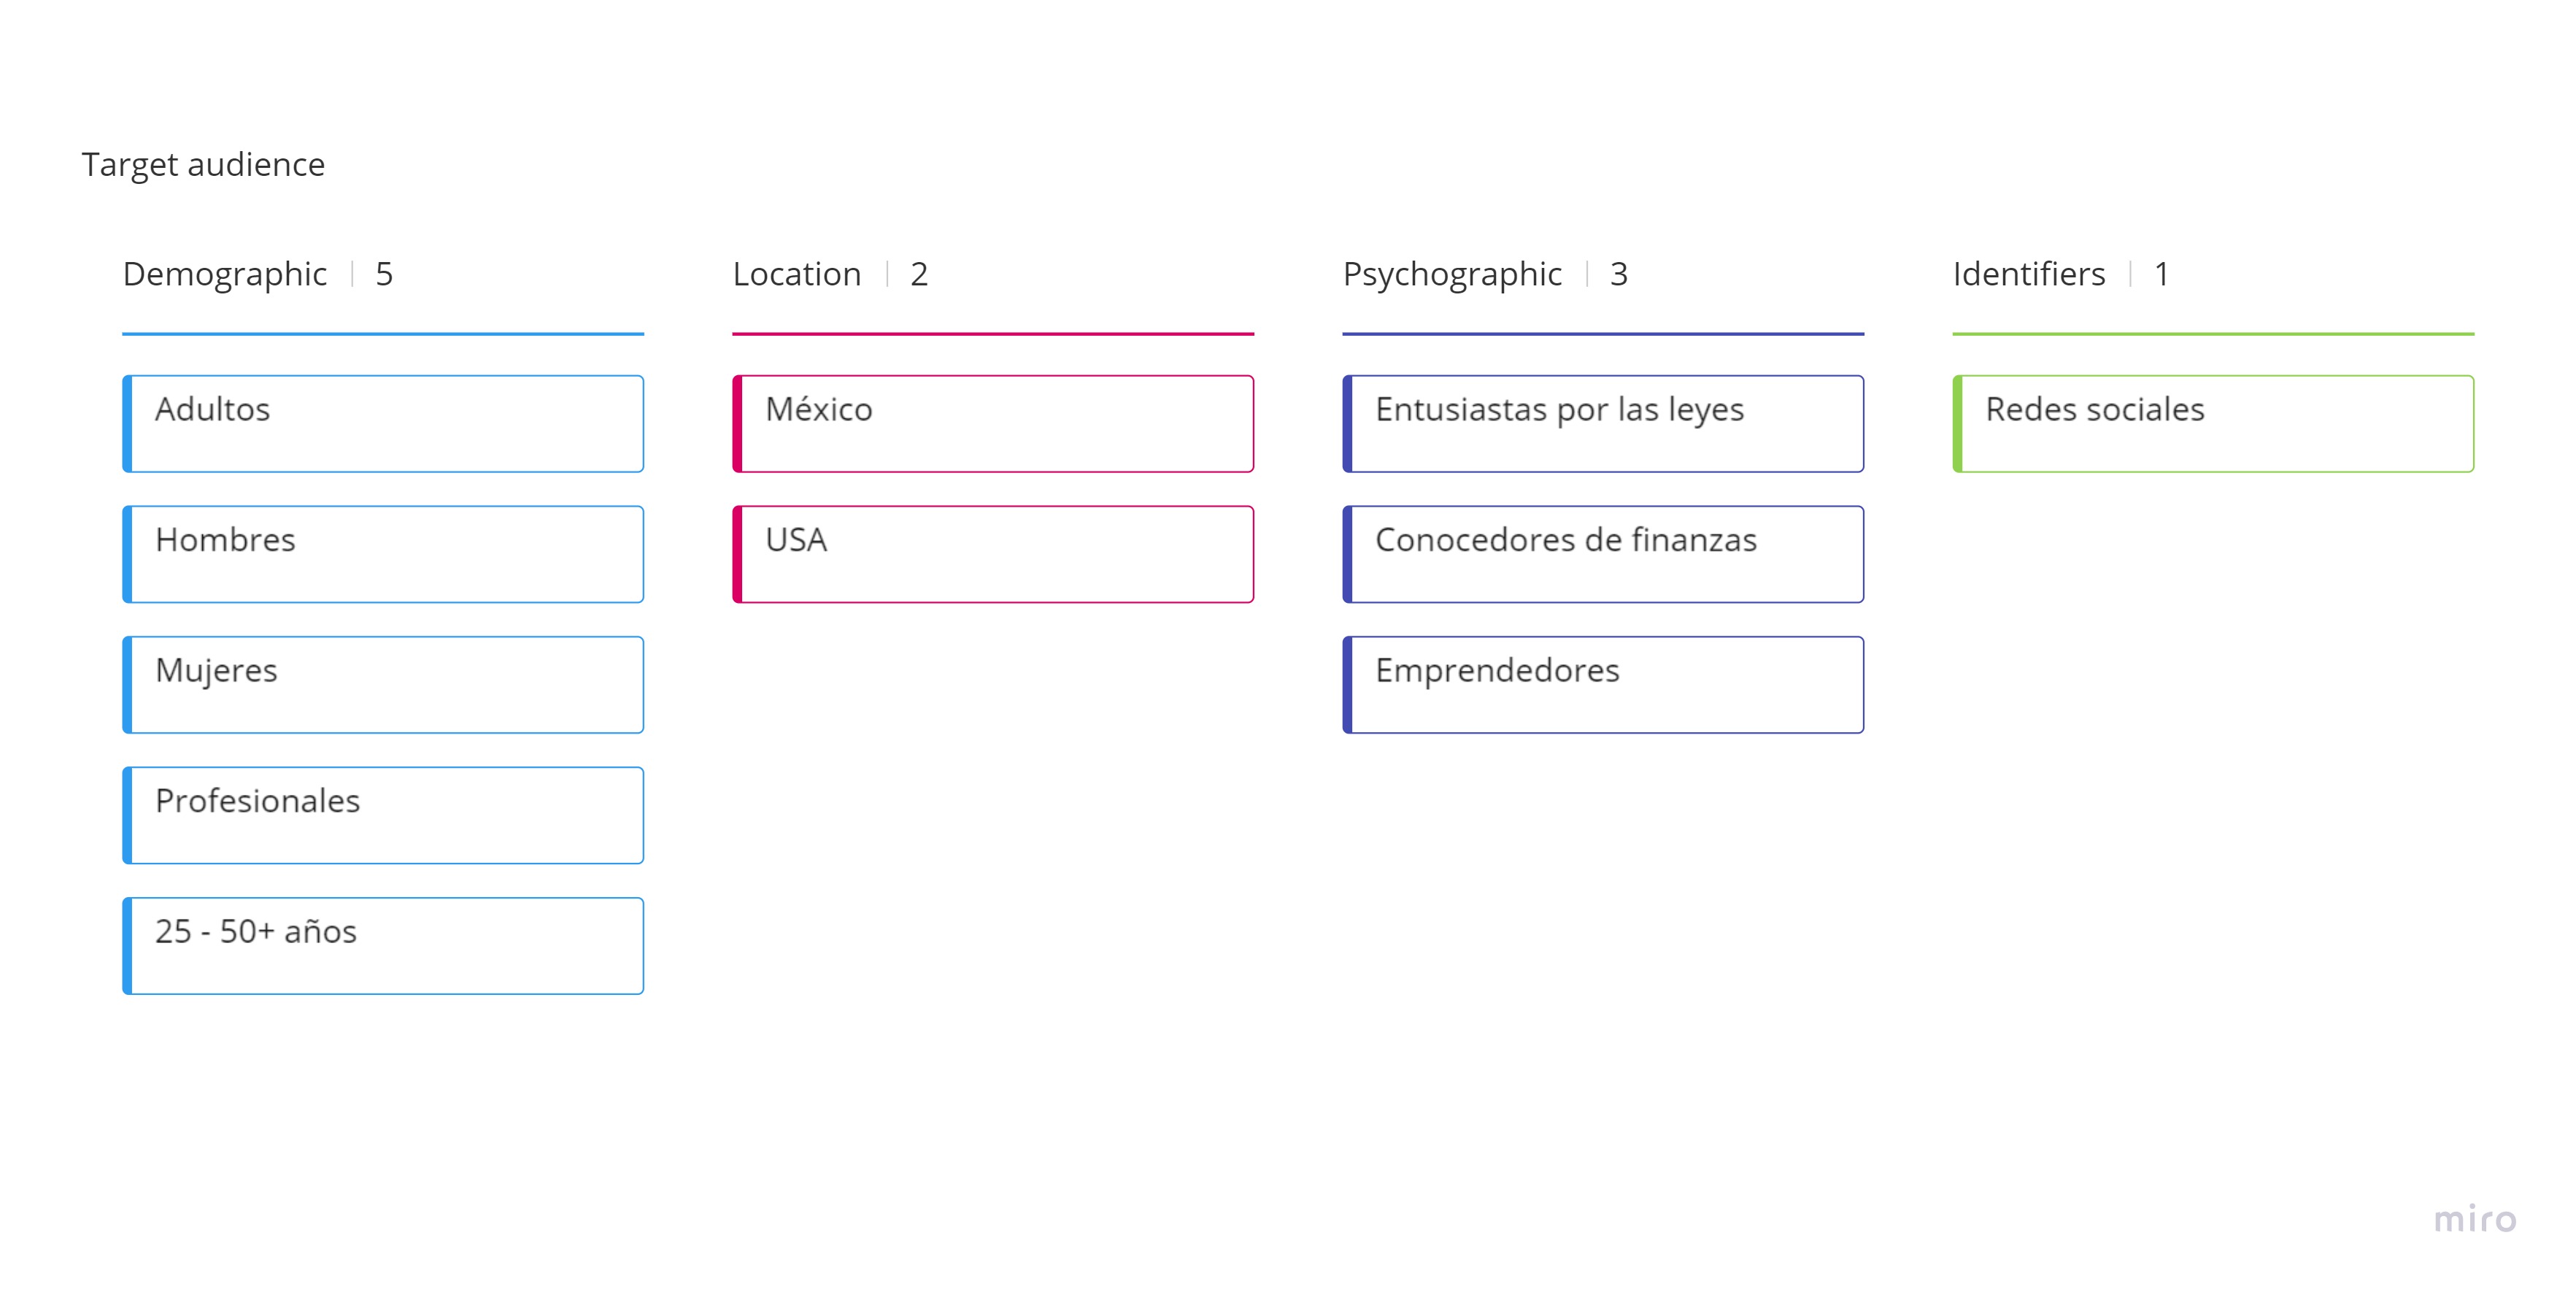 Target audience
Demographic | 5
Adultos
Hombres
Mujeres
Profesionales
25 - 50+ años
Location | 2
México
USA
Psychographic | 3
Entusiastas por las leyes
Conocedores de finanzas
Emprendedores
Identifiers | 1
Redes sociales
miro